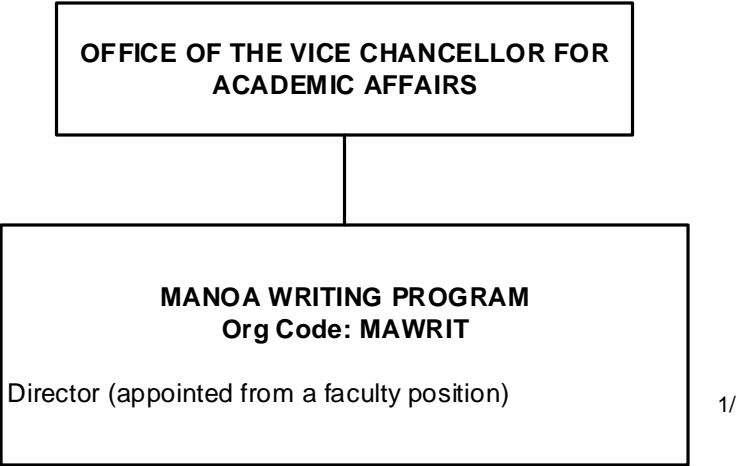 OFFICE OF THE VICE CHANCELLOR FOR
ACADEMIC AFFAIRS
MANOA WRITING PROGRAM
Org Code: MAWRIT
Director (appointed from a faculty position)
1/